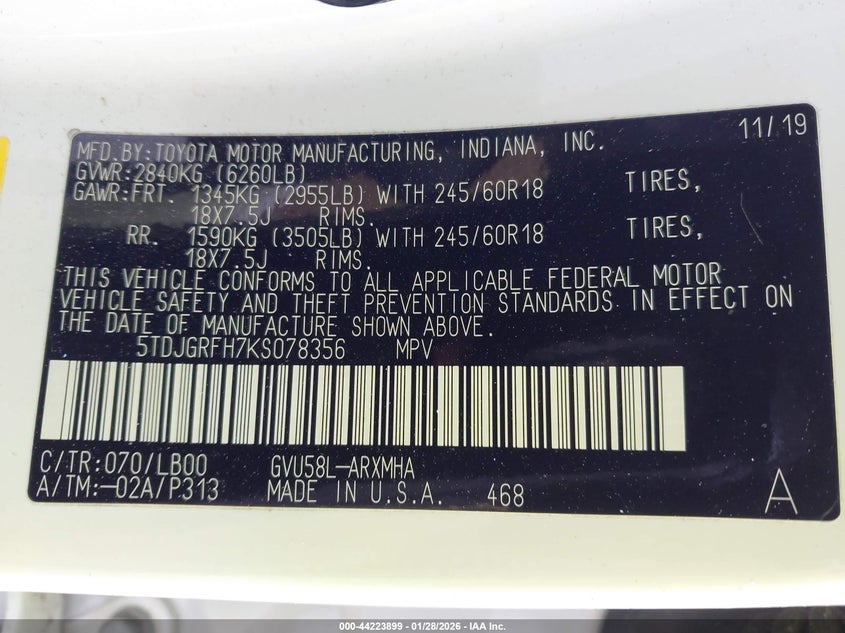 11/19
MFD.BY:TOYOTA MOTOR MANUFACTURING, INDIANA, INC.
GVWR:2840KG (6260LB)
GAWR:FRT. 1345KG (2955LB) WITH 245/60R18 TIRES,
18X7.5J RIMS.
RR. 1590KG (3505LB) WITH 245/60R18 TIRES,
18X7.5J RIMS.
THIS VEHICLE CONFORMS TO ALL APPLICABLE FEDERAL MOTOR
VEHICLE SAFETY AND THEFT PREVENTION STANDARDS IN EFFECT ON
THE DATE OF MANUFACTURE SHOWN ABOVE.
5TDJGRFH7KS078356 MPV
C/TR:070/LB00 GVU58L-ARXMHA
A/TM:-02A/P313 MADE IN U.S.A. 468 A
000-44223899 - 01/28/2026 - IAA Inc.